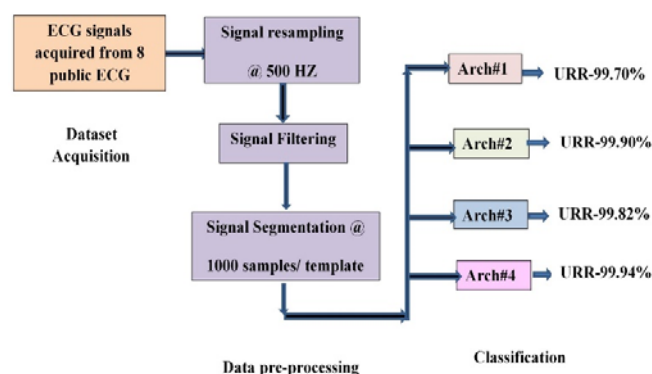 ECG signals
acquired from 8
public ECG
Dataset
Acquisition
Signal resampling
@ 500 HZ
Signal Filtering
Signal Segmentation @
1000 samples/ template
Data pre-processing
Arch#1
URR-99.70%
Arch#2
URR-99.90%
Arch#3
URR-99.82%
Arch#4
URR-99.94%
Classification